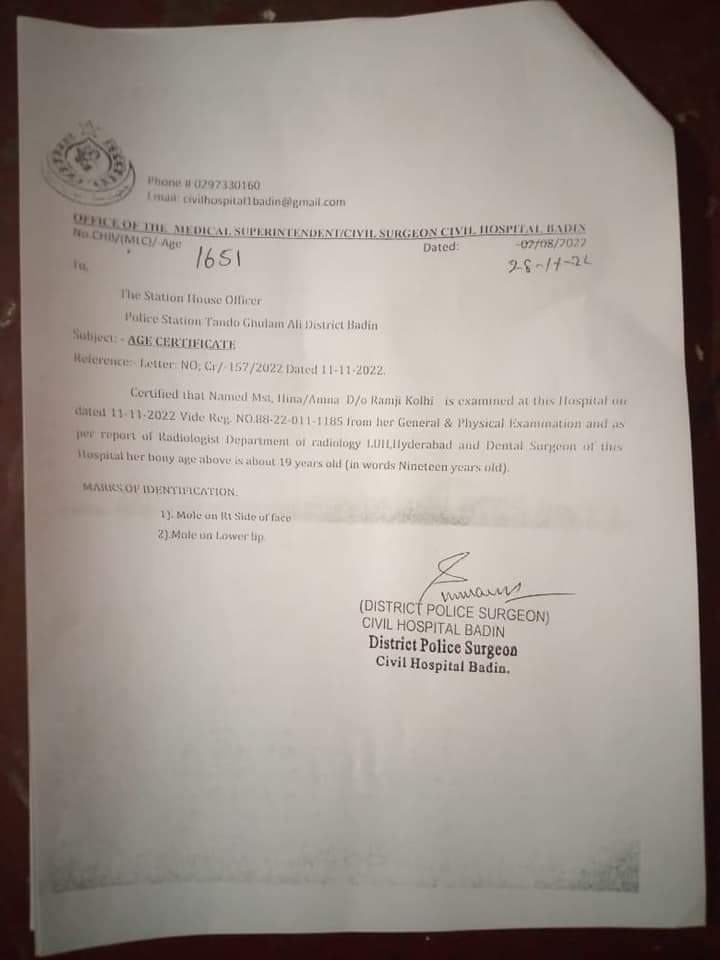 Phone # 0297330160
Email: civilhospital1badin@gmail.com
OFFICE OF THE MEDICAL SUPERINTENDENT/CIVIL SURGEON CIVIL HOSPITAL BADIN
No.CHB/(MLC)/-Age 1651 Dated: -02/08/2022
28-11-22
To,
The Station House Officer
Police Station Tando Ghulam Ali District Badin
Subject: - AGE CERTIFICATE
Reference:- Letter: NO; Cr/-157/2022 Dated 11-11-2022.
Certified that Named Mst, Hina/Amna D/o Ramji Kolhi is examined at this Hospital on
dated 11-11-2022 Vide Reg. NO.88-22-011-1185 from her General & Physical Examination and as
per report of Radiologist Department of radiology LUH,Hyderabad and Dental Surgeon of this
Hospital her bony age above is about 19 years old (in words Nineteen years old).
MARKS OF IDENTIFICATION.
1). Mole on Rt Side of face
2).Mole on Lower lip
(DISTRICT POLICE SURGEON)
CIVIL HOSPITAL BADIN
District Police Surgeon
Civil Hospital Badin.